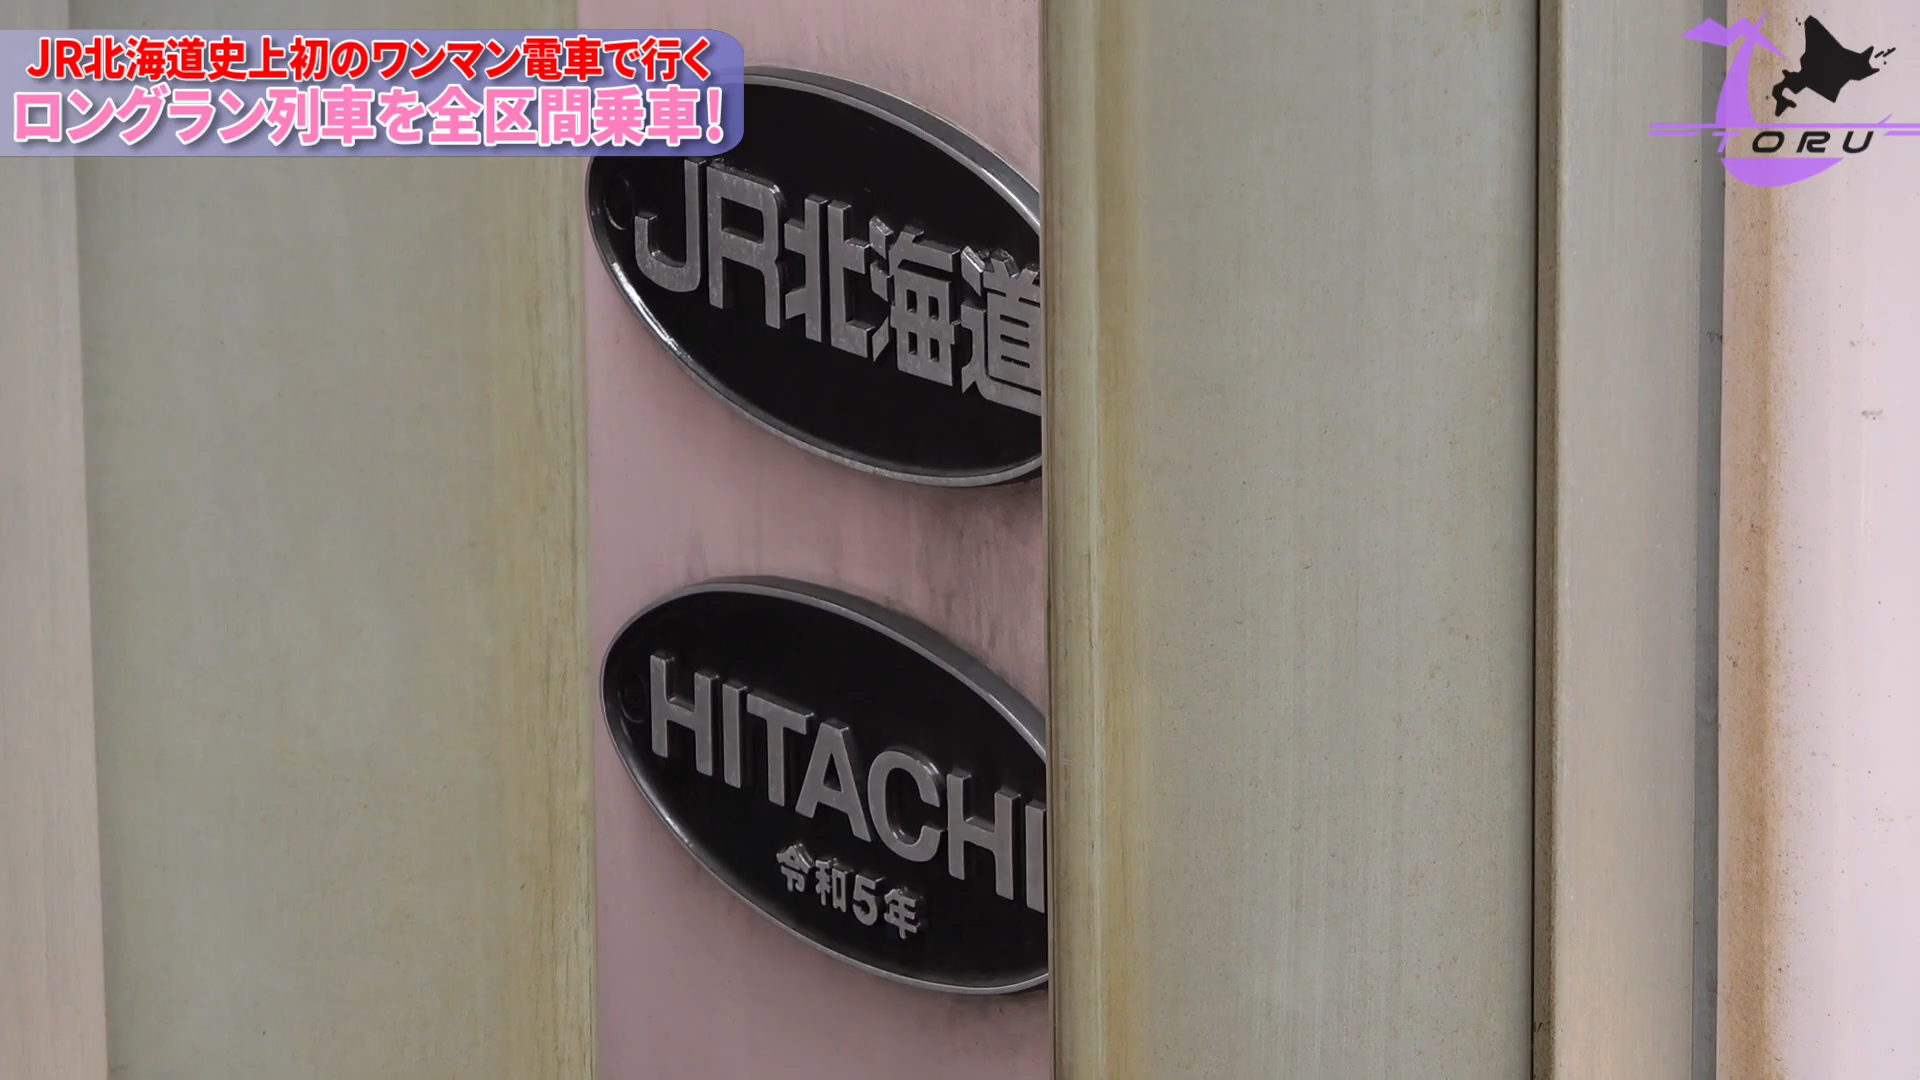 JR北海道史上初のワンマン電車で行く
ロングラン列車を全区間乗車!
TORU
JR北海道
HITACHI
令和5年